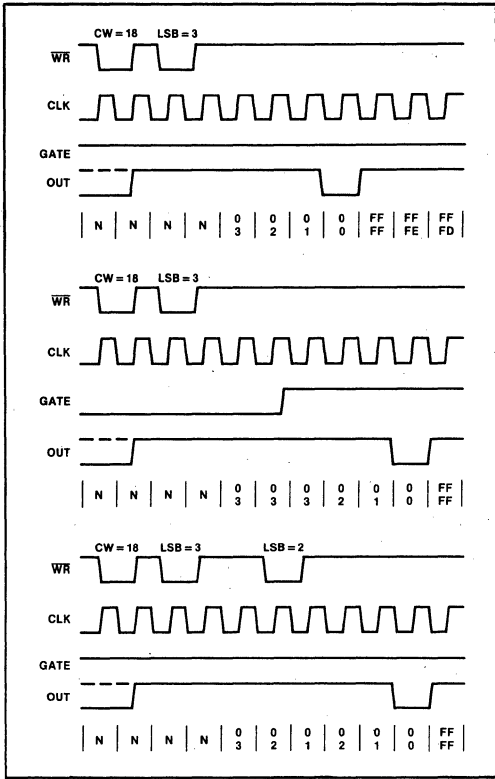 CW = 18 LSB = 3
WR
CLK
GATE
OUT
N N N N 0 0 0 0 FF FF FF
3 2 1 0 FF FE FD
CW = 18 LSB = 3
WR
CLK
GATE
OUT
N N N N 0 0 0 0 0 0 FF
3 3 3 2 1 0 FF
CW = 18 LSB = 3 LSB = 2
WR
CLK
GATE
OUT
N N N N 0 0 0 0 0 0 FF
3 2 1 2 1 0 FF